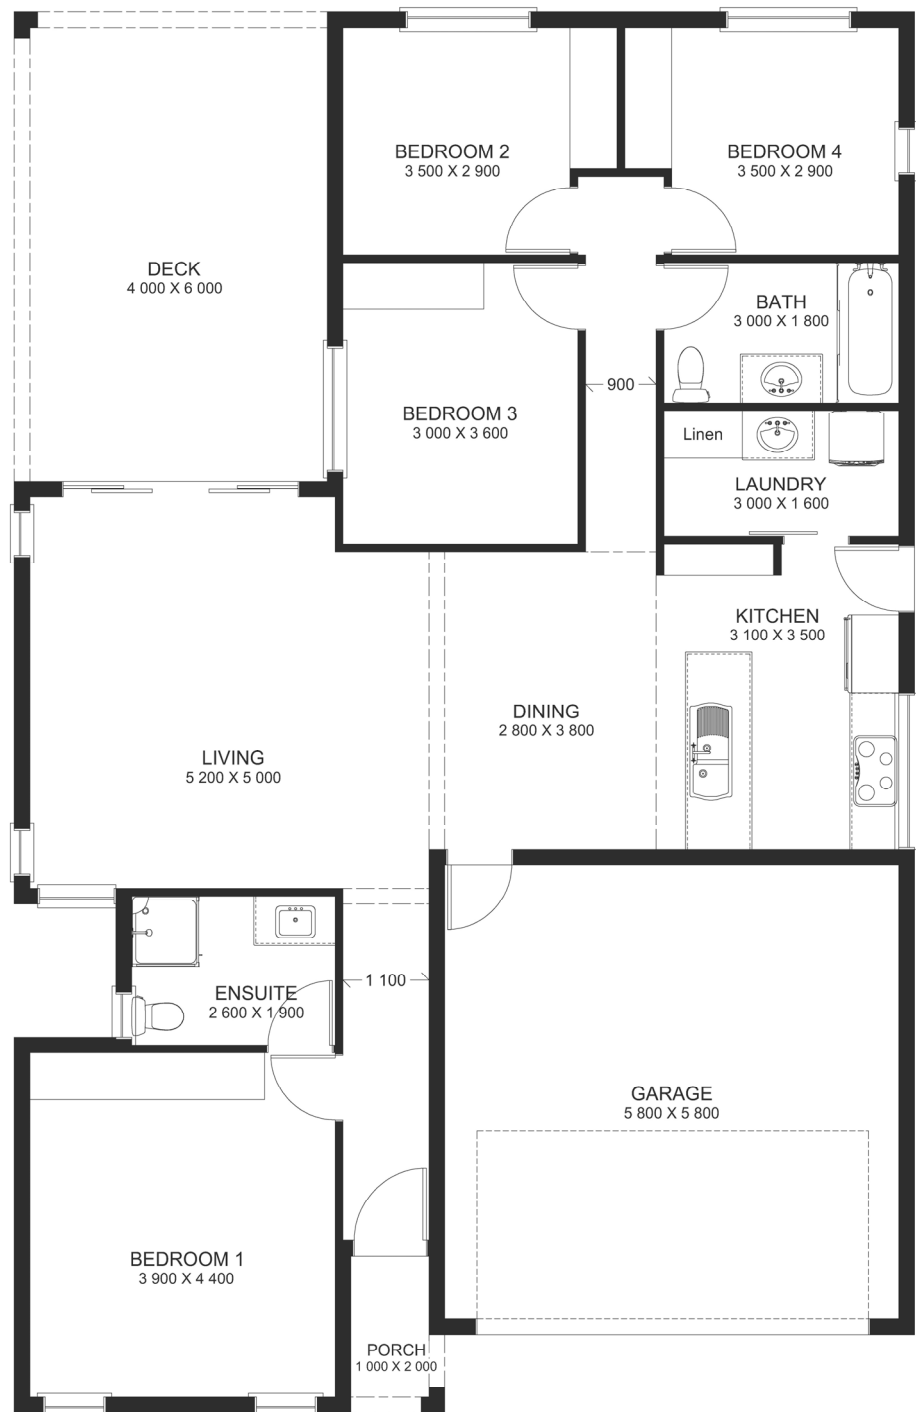 BEDROOM 2
3 500 X 2 900
BEDROOM 4
3 500 X 2 900
DECK
4 000 X 6 000
BATH
3 000 X 1 800
900
BEDROOM 3
3 000 X 3 600
Linen
LAUNDRY
3 000 X 1 600
KITCHEN
3 100 X 3 500
DINING
2 800 X 3 800
LIVING
5 200 X 5 000
1 100
ENSUITE
2 600 X 1 900
GARAGE
5 800 X 5 800
BEDROOM 1
3 900 X 4 400
PORCH
1 000 X 2 000